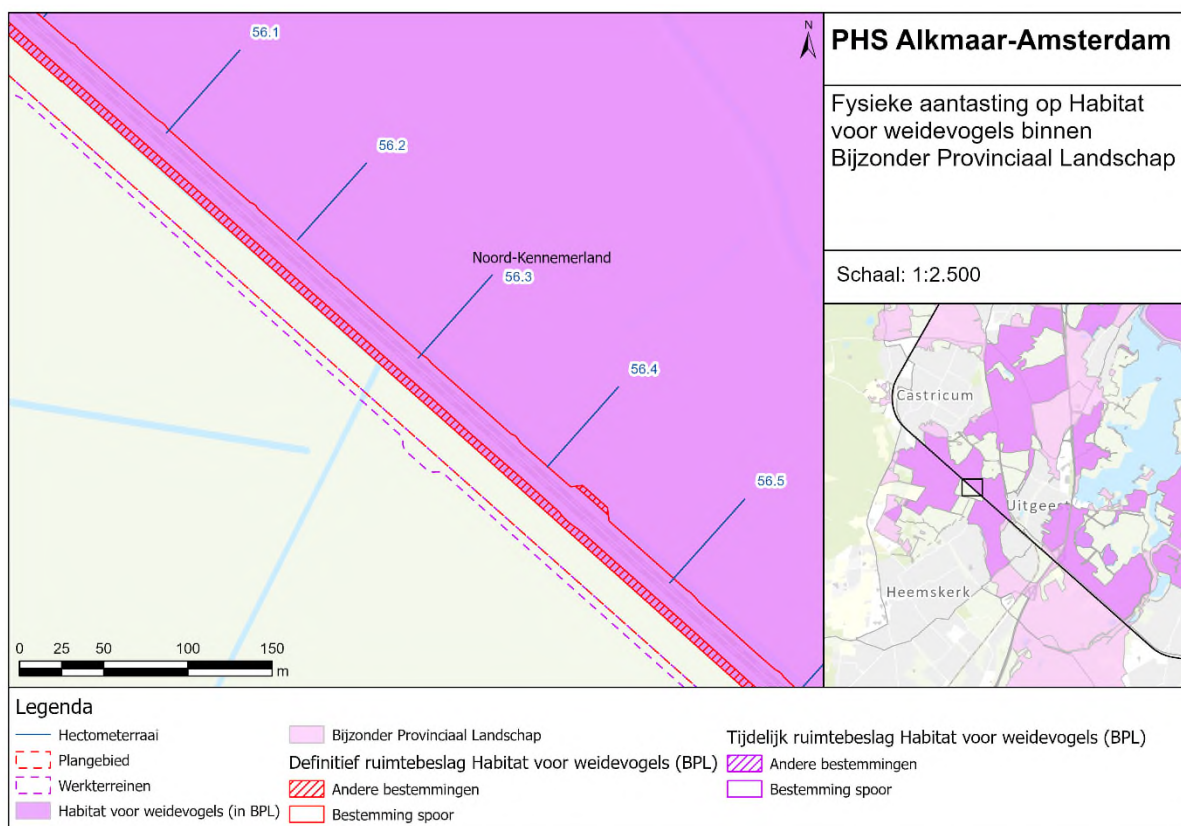 PHS Alkmaar-Amsterdam
Fysieke aantasting op Habitat
voor weidevogels binnen
Bijzonder Provinciaal Landschap
Schaal: 1:2.500
N
56.1
56.2
Noord-Kennemerland
56.3
56.4
56.5
0 25 50 100 150
m
Castricum
Uitgeest
Heemskerk
Legenda
Hectometerraai
Plangebied
Werkterreinen
Habitat voor weidevogels (in BPL)
Bijzonder Provinciaal Landschap
Definitief ruimtebeslag Habitat voor weidevogels (BPL)
Andere bestemmingen
Bestemming spoor
Tijdelijk ruimtebeslag Habitat voor weidevogels (BPL)
Andere bestemmingen
Bestemming spoor